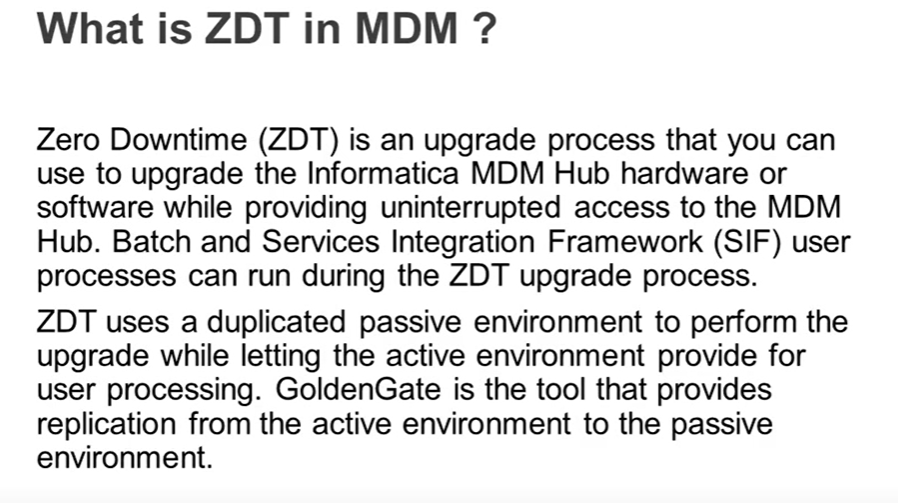 What is ZDT in MDM ?
Zero Downtime (ZDT) is an upgrade process that you can
use to upgrade the Informatica MDM Hub hardware or
software while providing uninterrupted access to the MDM
Hub. Batch and Services Integration Framework (SIF) user
processes can run during the ZDT upgrade process.
ZDT uses a duplicated passive environment to perform the
upgrade while letting the active environment provide for
user processing. GoldenGate is the tool that provides
replication from the active environment to the passive
environment.